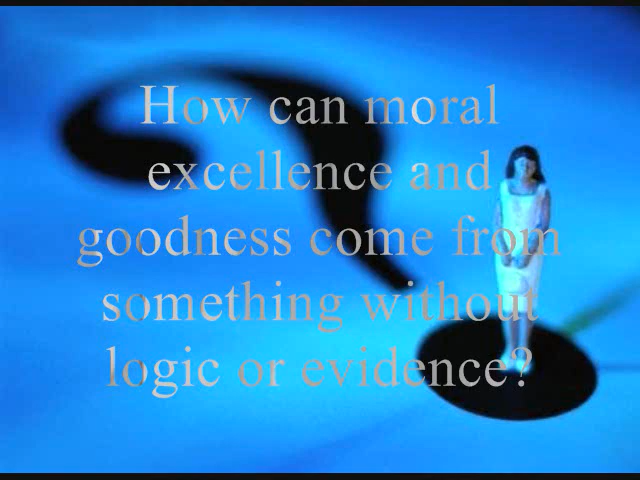 How can moral
excellence and
goodness come from
something without
logic or evidence?